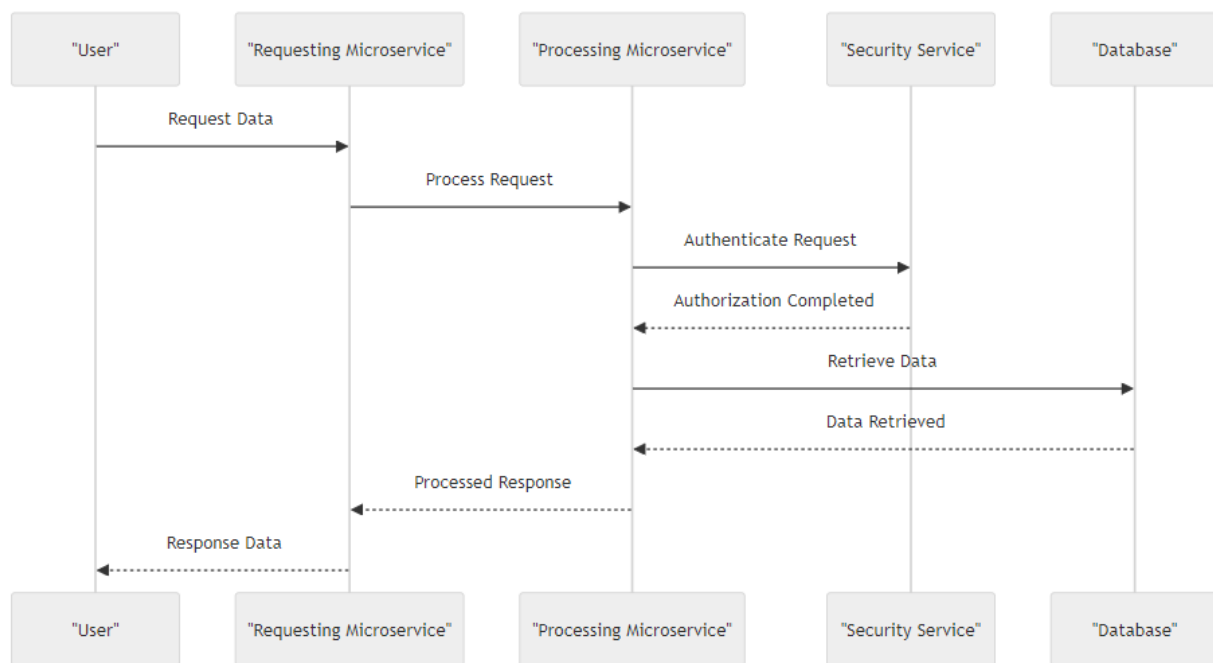 "User" "Requesting Microservice" "Processing Microservice" "Security Service" "Database"
Request Data
Process Request
Authenticate Request
Authorization Completed
Retrieve Data
Data Retrieved
Processed Response
Response Data
"User" "Requesting Microservice" "Processing Microservice" "Security Service" "Database"